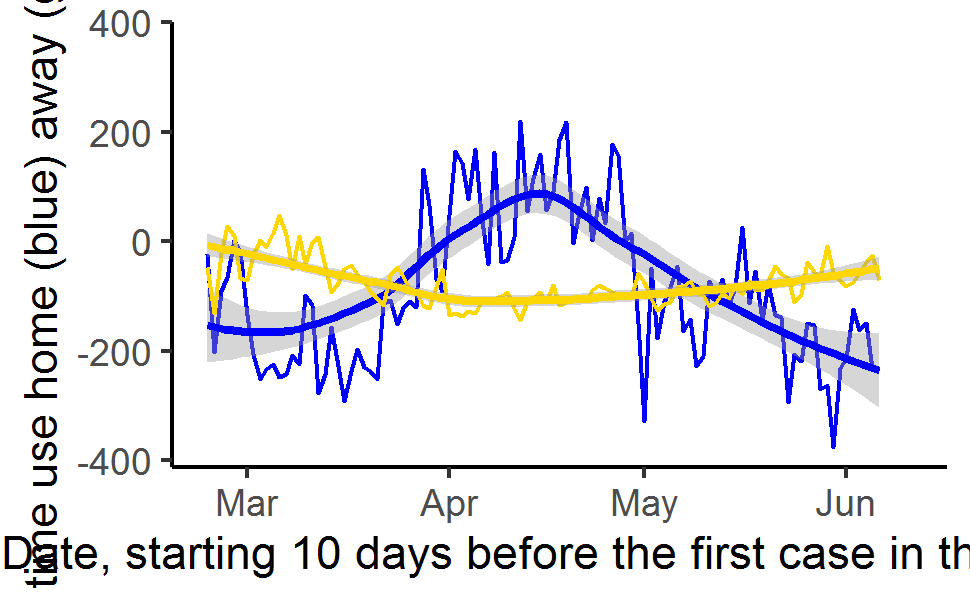 time use home (blue) away (
400
200
0
-200
-400
Mar Apr May Jun
Date, starting 10 days before the first case in th